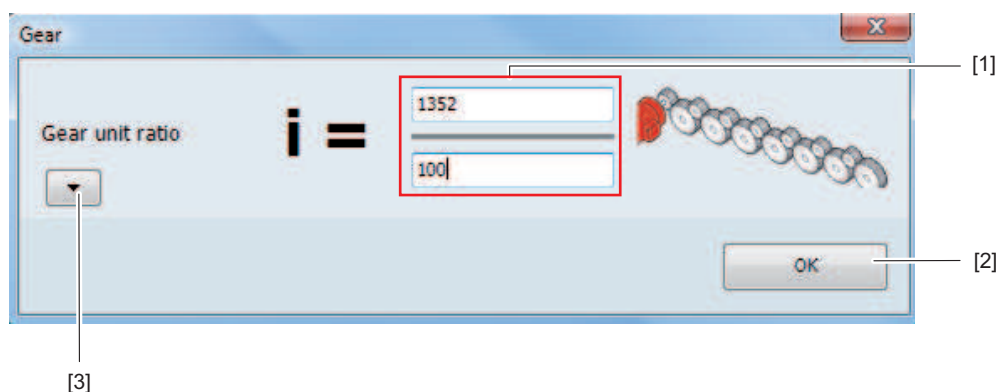 Gear
[1]
1352
Gear unit ratio
i =
100
OK
[2]
[3]